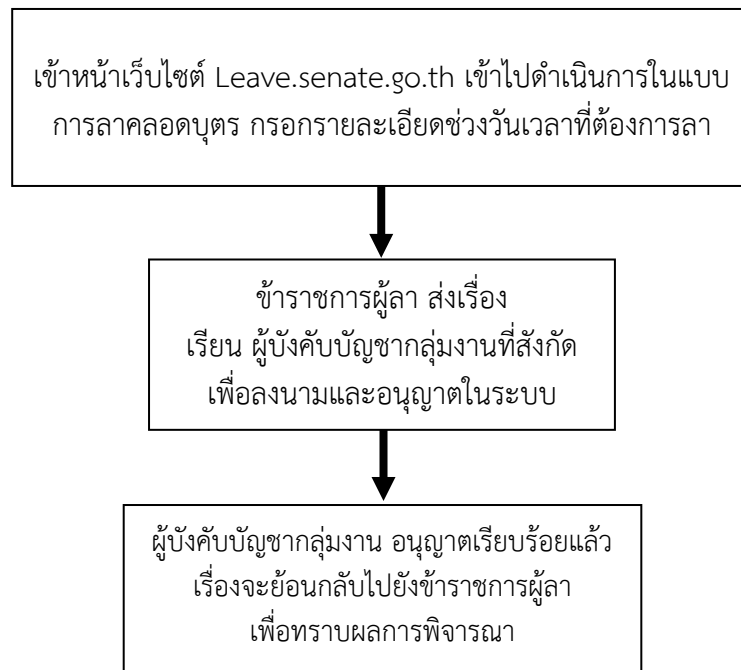 เข้าหน้าเว็บไซต์ Leave.senate.go.th เข้าไปดำเนินการในแบบ
การลาคลอดบุตร กรอกรายละเอียดช่วงวันเวลาที่ต้องการลา
ข้าราชการผู้ลา ส่งเรื่อง
เรียน ผู้บังคับบัญชากลุ่มงานที่สังกัด
เพื่อลงนามและอนุญาตในระบบ
ผู้บังคับบัญชากลุ่มงาน อนุญาตเรียบร้อยแล้ว
เรื่องจะย้อนกลับไปยังข้าราชการผู้ลา
เพื่อทราบผลการพิจารณา